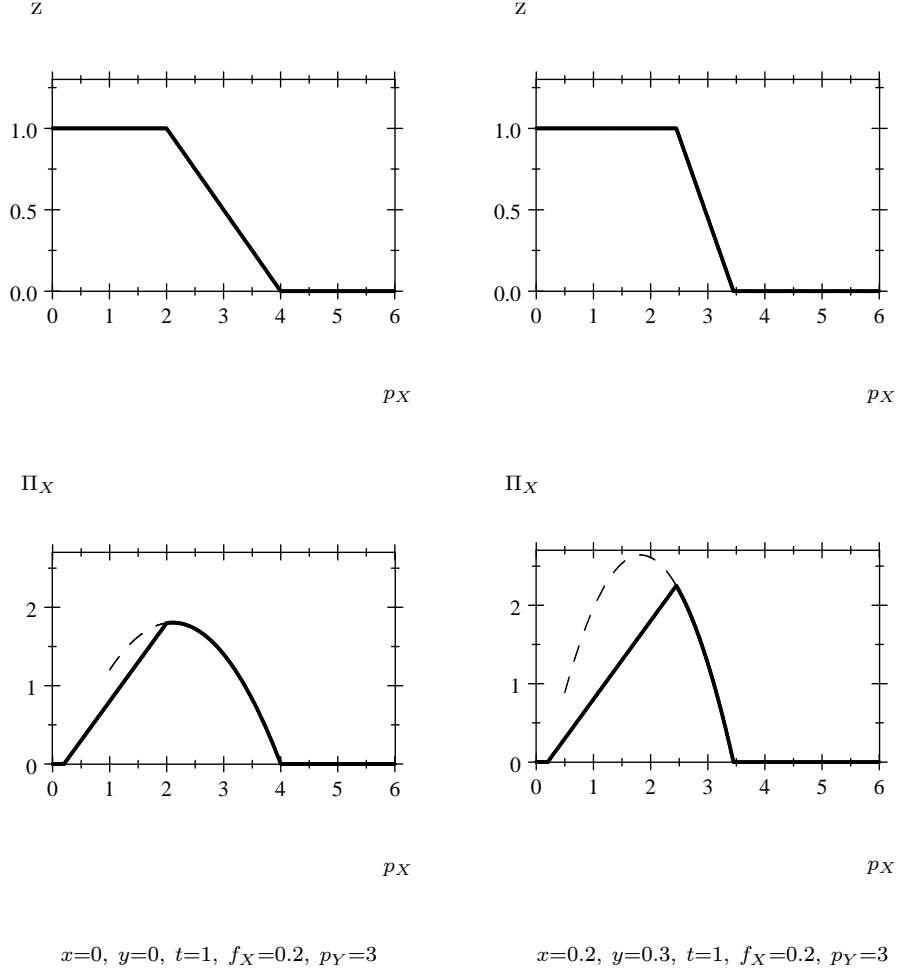 z z
1.0 1.0
0.5 0.5
0.0 0.0
0 1 2 3 4 5 6 0 1 2 3 4 5 6
p_X p_X
Π_X Π_X
2 2
1 1
0 0
0 1 2 3 4 5 6 0 1 2 3 4 5 6
p_X p_X
x=0, y=0, t=1, f_X=0.2, p_Y=3 x=0.2, y=0.3, t=1, f_X=0.2, p_Y=3